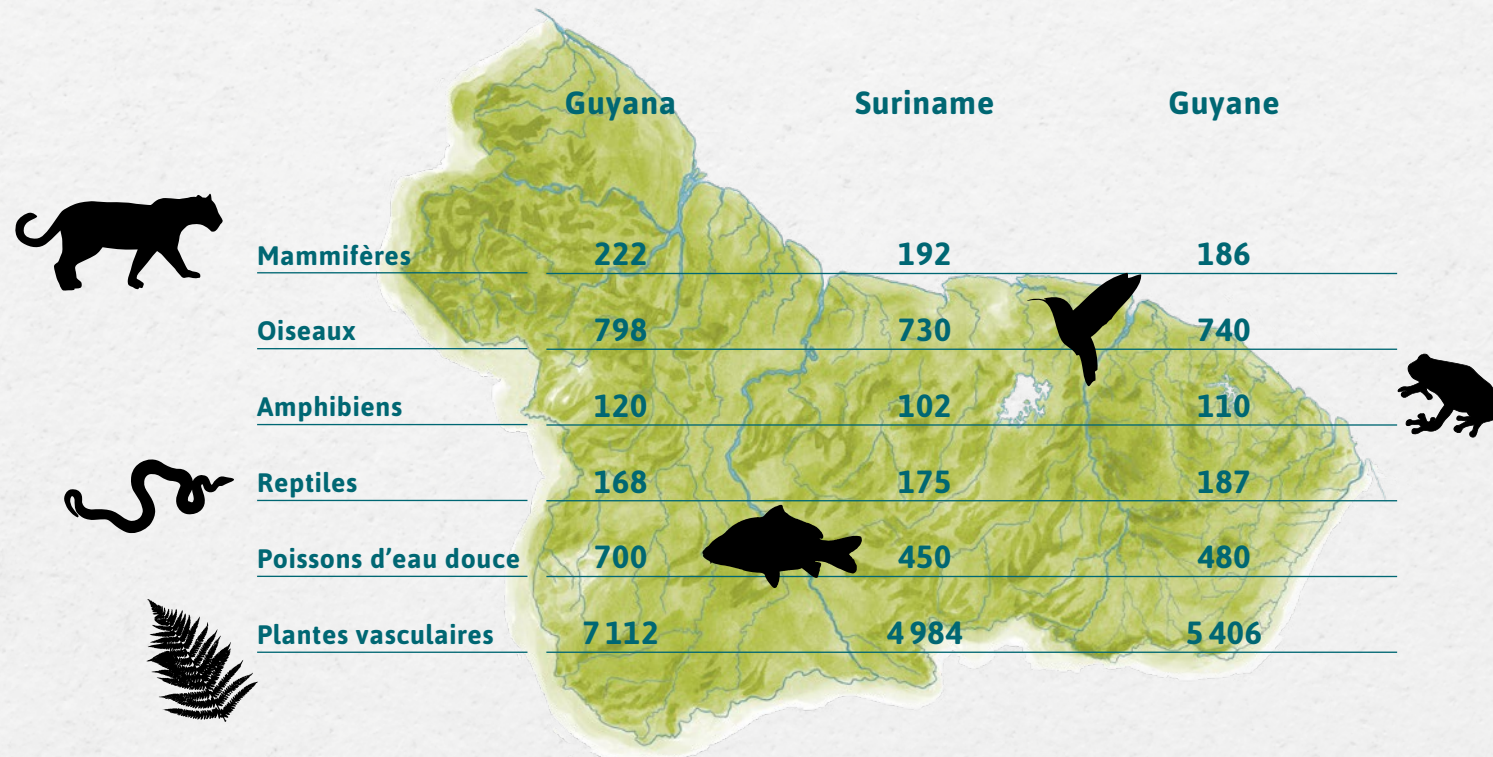 Guyana Suriname Guyane
Mammifères 222 192 186
Oiseaux 798 730 740
Amphibiens 120 102 110
Reptiles 168 175 187
Poissons d’eau douce 700 450 480
Plantes vasculaires 7 112 4 984 5 406